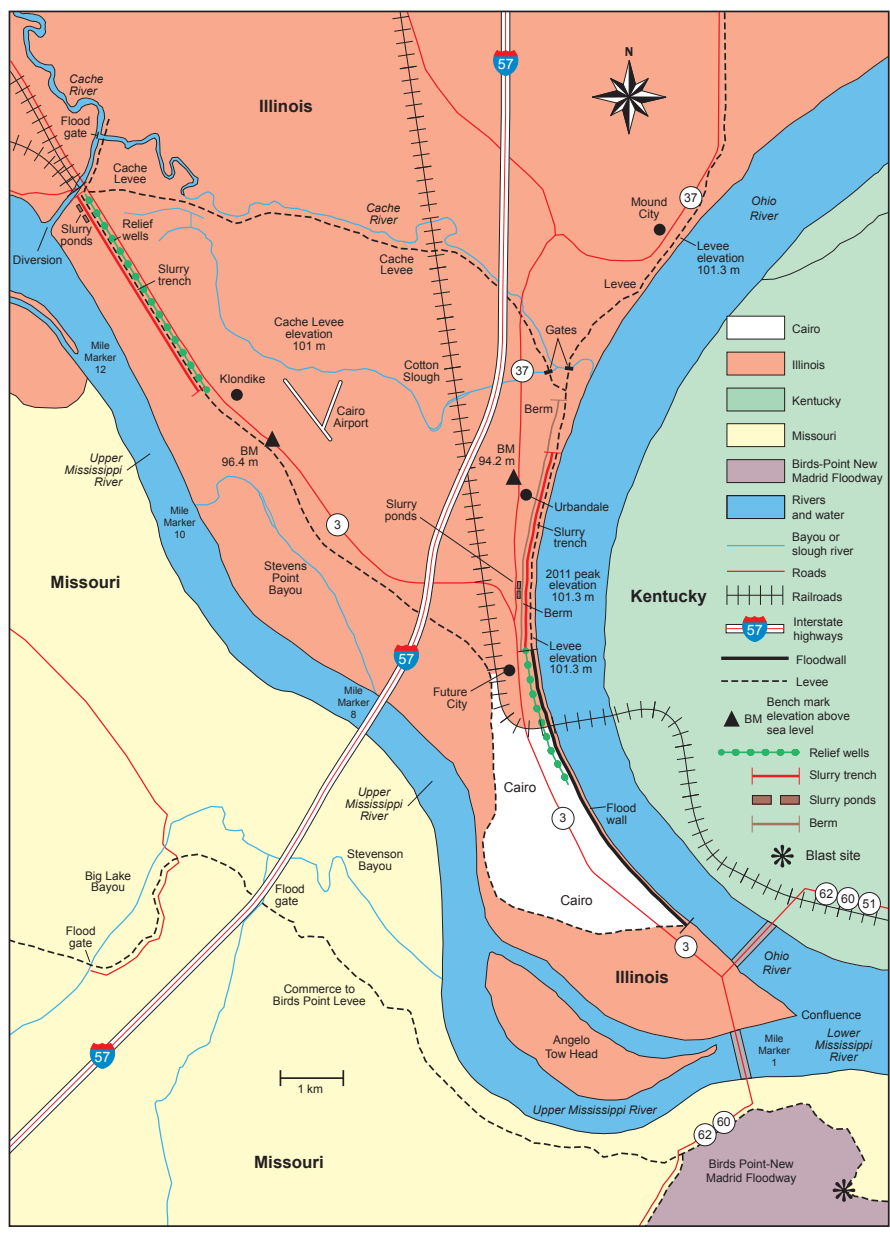 Cache
River
Flood
gate
Illinois
57
N
Cache
Levee
Cache
River
Cache
Levee
Mound
City
37
Ohio
River
Levee elevation
101.3 m
Levee
Slurry
ponds
Relief
wells
Diversion
Slurry
trench
Mile
Marker
12
Cache Levee
elevation
101 m
Klondike
Cairo
Airport
Cotton
Slough
Gates
37
Berm
BM
96.4 m
BM
94.2 m
Urbandale
Upper
Mississippi
River
Mile
Marker
10
3
Slurry
ponds
Slurry
trench
Stevens
Point
Bayou
2011 peak
elevation
101.3 m
Berm
Missouri
Levee
elevation
101.3 m
57
Future
City
Mile
Marker
8
Kentucky
Cairo
Illinois
Kentucky
Missouri
Birds-Point New
Madrid Floodway
Rivers
and water
Bayou or
slough river
Roads
Railroads
57
Interstate
highways
Floodwall
Levee
BM
Bench mark
elevation above
sea level
Relief wells
Slurry trench
Slurry ponds
Berm
Blast site
Upper
Mississippi
River
Cairo
3
Flood
wall
Stevenson
Bayou
Big Lake
Bayou
Flood
gate
Cairo
62
60
51
Flood
gate
3
Ohio
River
Illinois
Commerce to
Birds Point Levee
Confluence
57
Angelo
Tow Head
Mile
Marker
1
Lower
Mississippi
River
1 km
Upper Mississippi River
60
62
Missouri
Birds Point-New
Madrid Floodway